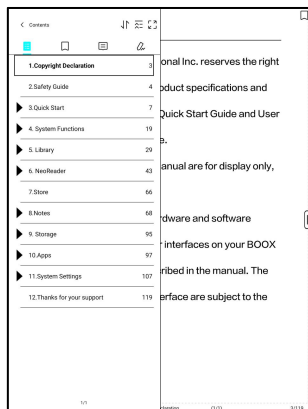 Contents
1.Copyright Declaration 3
2.Safety Guide 4
3.Quick Start 7
4. System Functions 19
5. Library 29
6. NeoReader 43
7.Store 66
8.Notes 68
9. Storage 95
10.Apps 97
11.System Settings 107
12.Thanks for your support 119
1/1
onal Inc. reserves the right
oduct specifications and
Quick Start Guide and User
e.
anual are for display only,
rdware and software
r interfaces on your BOOX
cribed in the manual. The
erface are subject to the
claration (1/1) 3/119